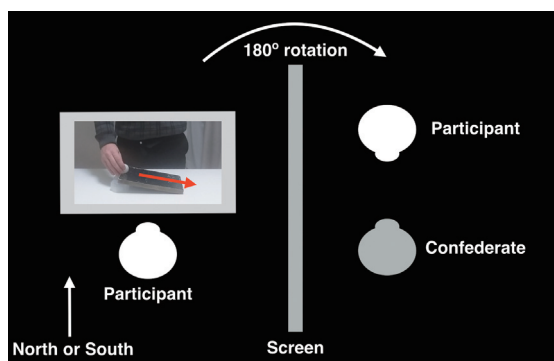 180º rotation
Participant
Confederate
Participant
North or South
Screen